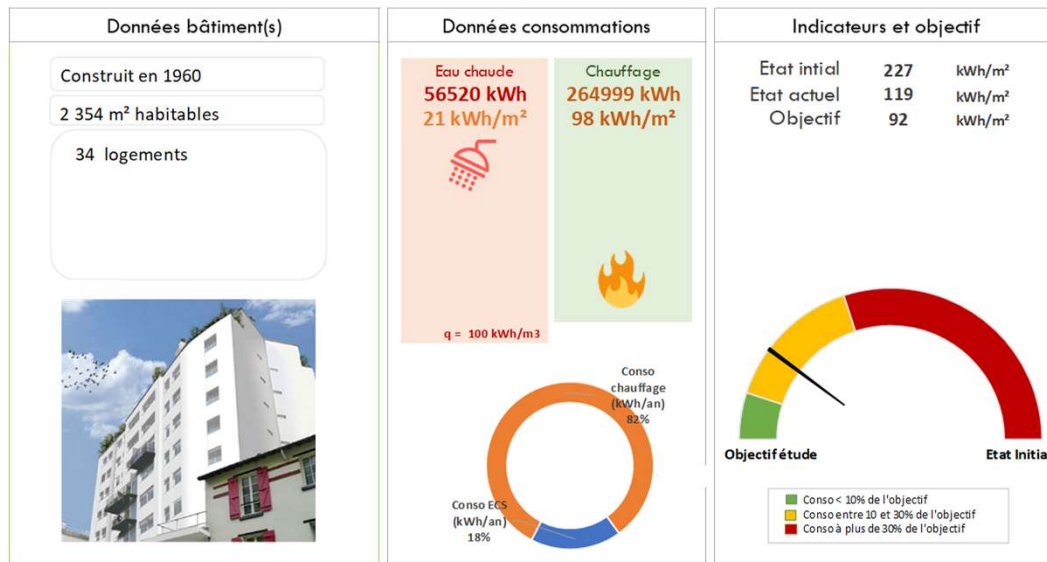 Données bâtiment(s)
Construit en 1960
2 354 m² habitables
34 logements
Données consommations
Eau chaude
56520 kWh
21 kWh/m²
q = 100 kWh/m3
Chauffage
264999 kWh
98 kWh/m²
Conso
chauffage
(kWh/an)
82%
Conso ECS
(kWh/an)
18%
Indicateurs et objectif
Etat intial 227 kWh/m²
Etat actuel 119 kWh/m²
Objectif 92 kWh/m²
Objectif étude
Etat Initia
Conso < 10% de l'objectif
Conso entre 10 et 30% de l'objectif
Conso à plus de 30% de l'objectif